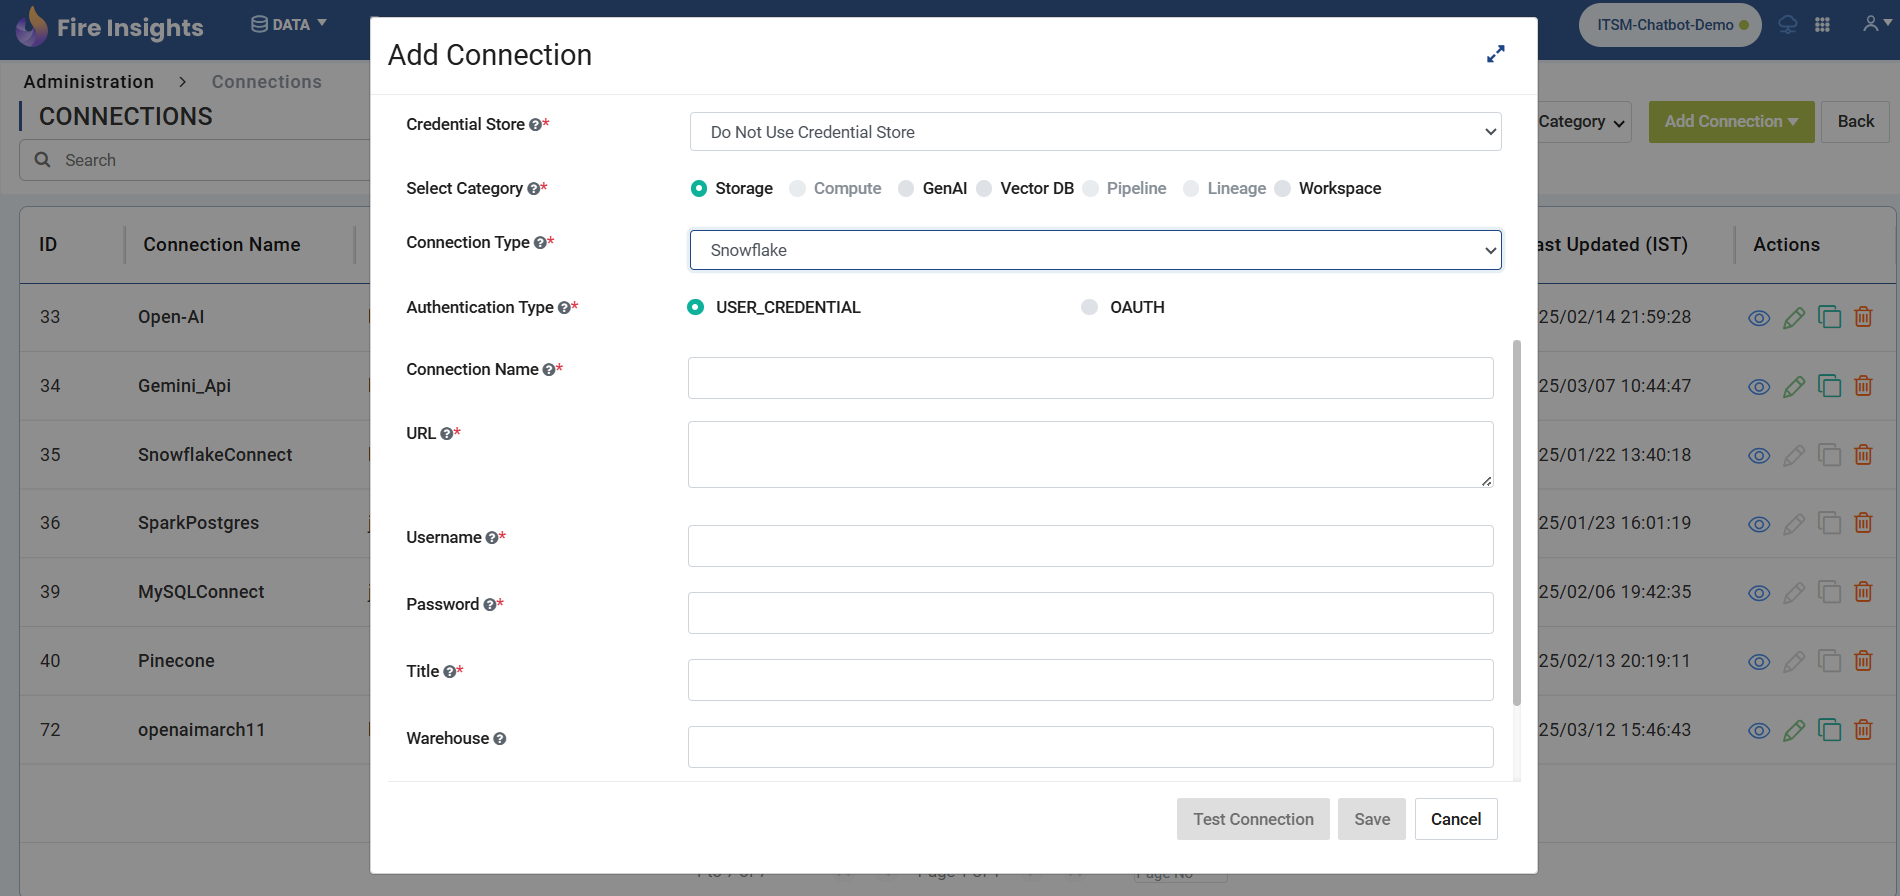 Fire Insights
DATA
ITSM-Chatbot-Demo
Administration > Connections
CONNECTIONS
Search
Category
Add Connection
Back
ID
Connection Name
ast Updated (IST)
Actions
33
Open-AI
25/02/14 21:59:28
34
Gemini_Api
25/03/07 10:44:47
35
SnowflakeConnect
25/01/22 13:40:18
36
SparkPostgres
25/01/23 16:01:19
39
MySQLConnect
25/02/06 19:42:35
40
Pinecone
25/02/13 20:19:11
72
openaimarch11
25/03/12 15:46:43
Add Connection
Credential Store ?*
Do Not Use Credential Store
Select Category ?*
Storage Compute GenAI Vector DB Pipeline Lineage Workspace
Connection Type ?*
Snowflake
Authentication Type ?*
USER_CREDENTIAL OAUTH
Connection Name ?*
URL ?*
Username ?*
Password ?*
Title ?*
Warehouse ?
Test Connection
Save
Cancel